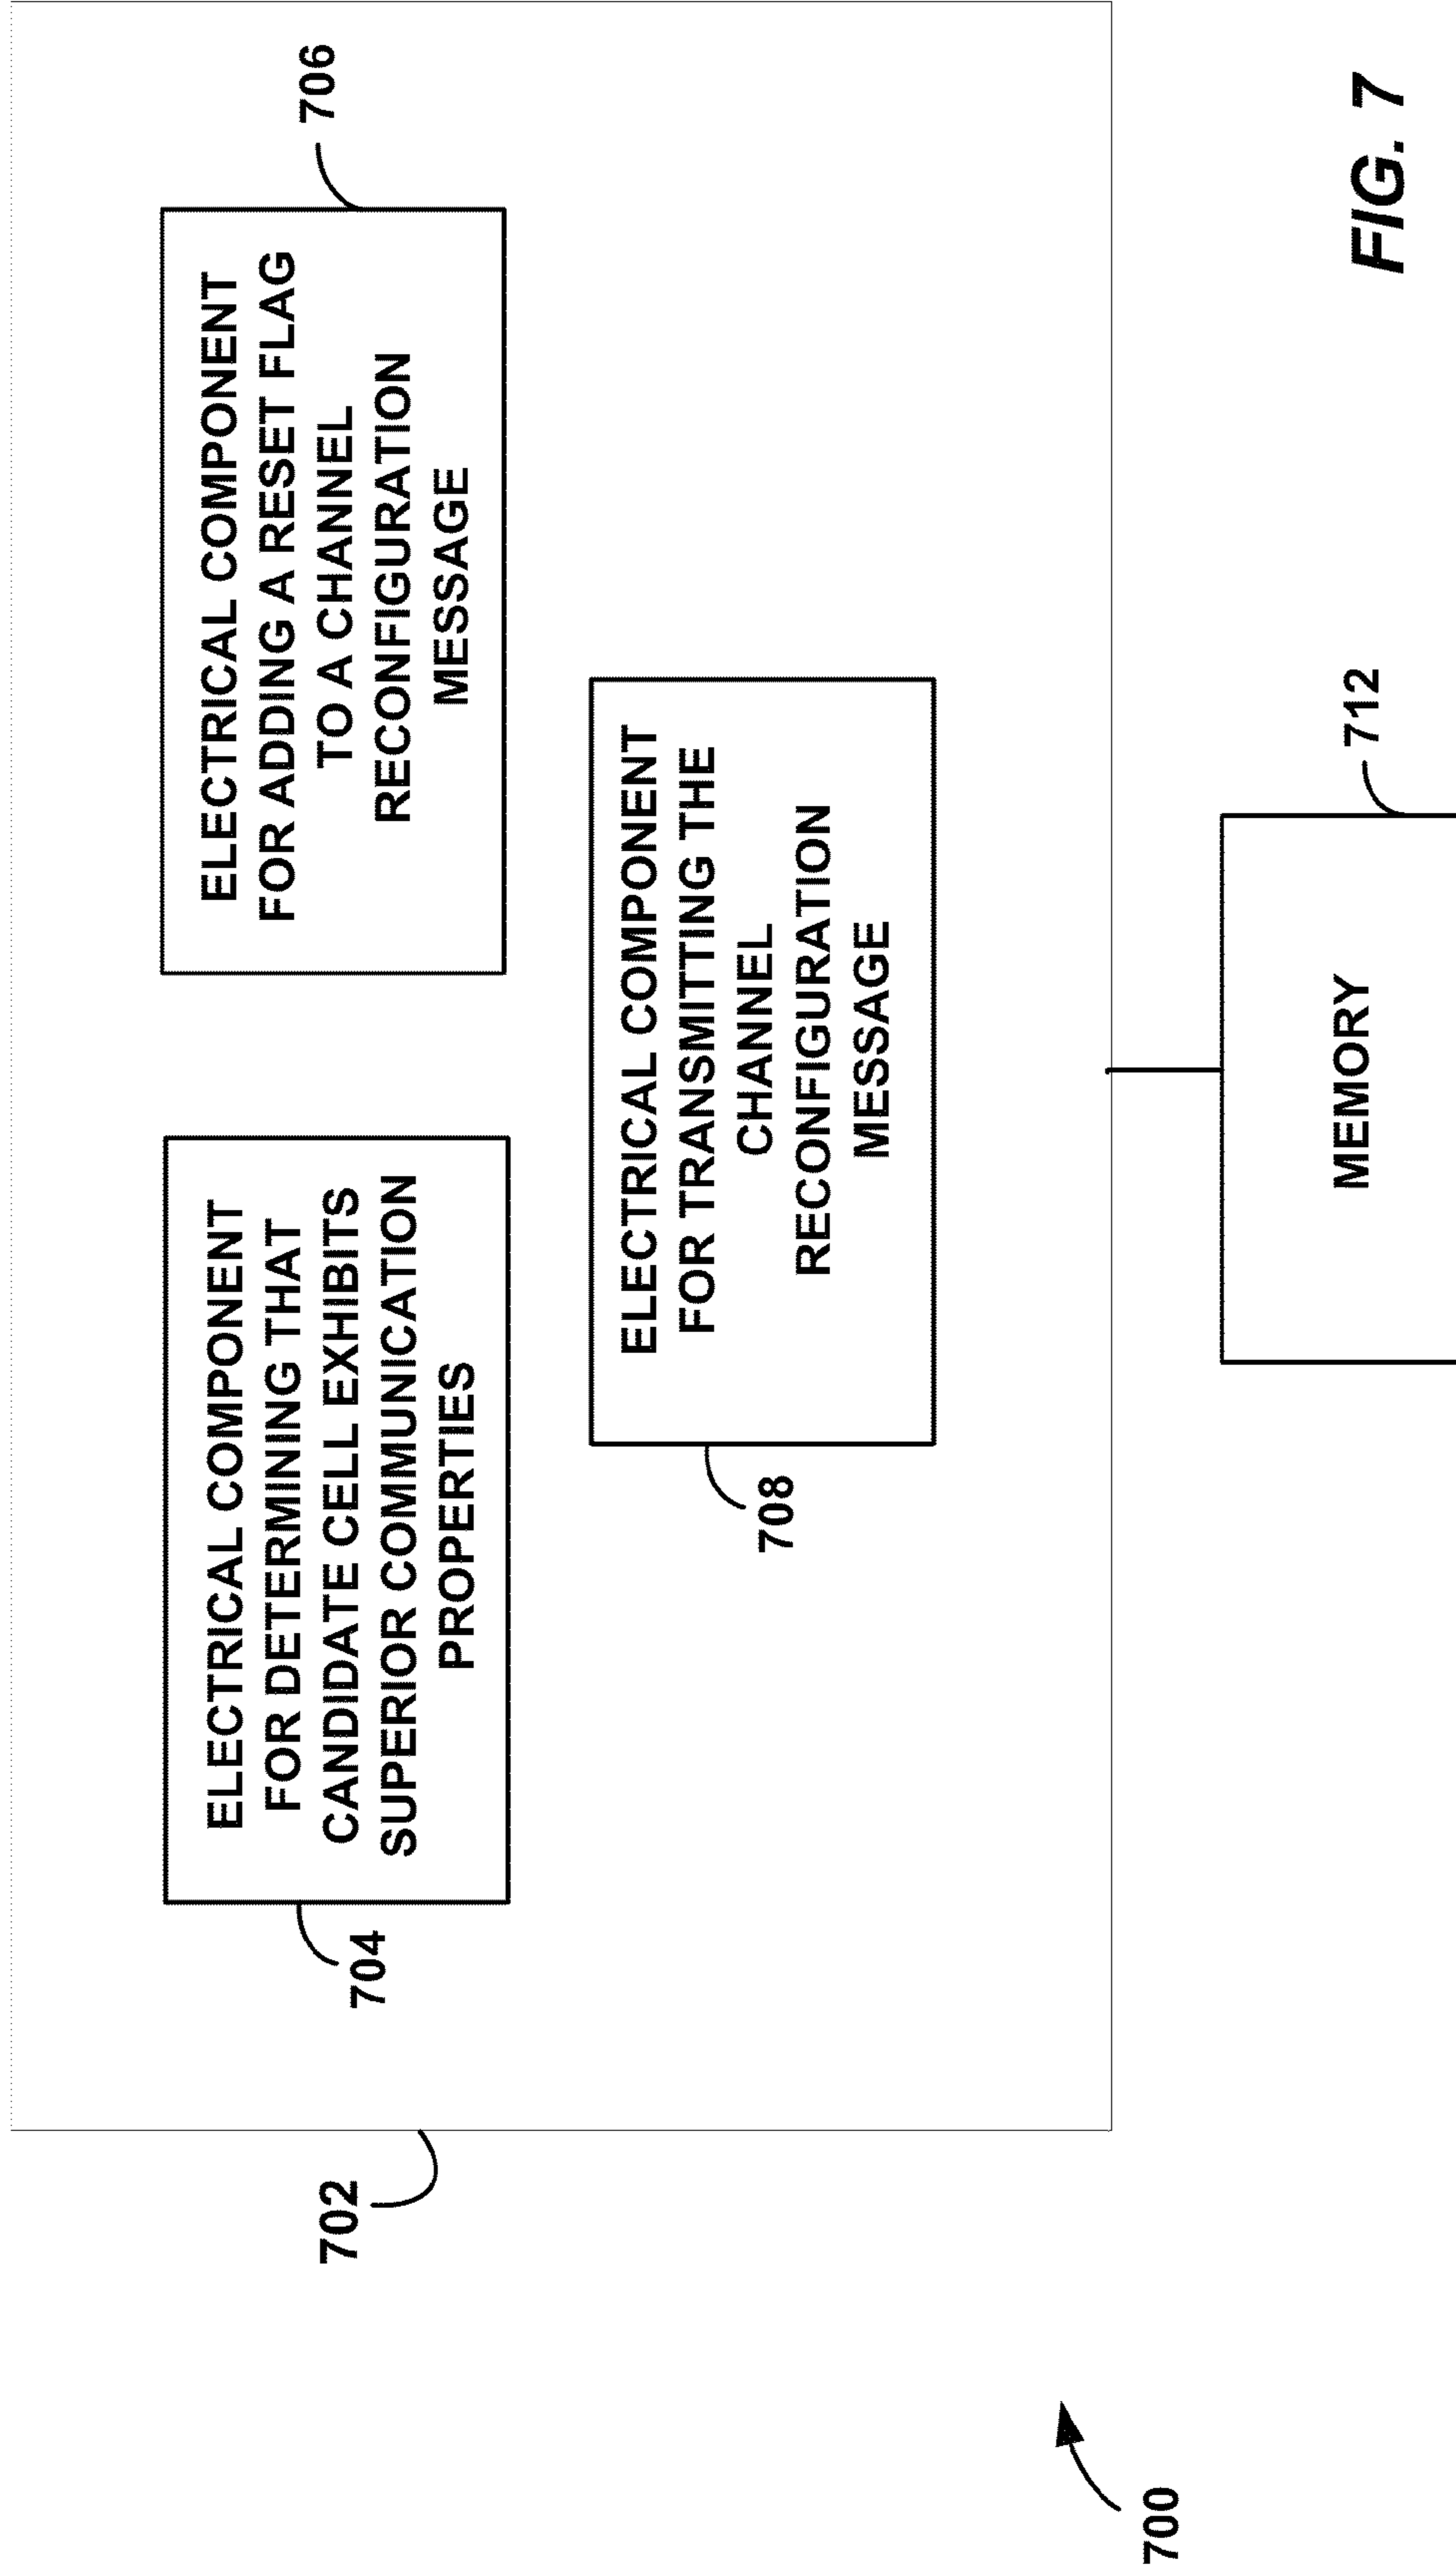 702
704
ELECTRICAL COMPONENT
FOR DETERMINING THAT
CANDIDATE CELL EXHIBITS
SUPERIOR COMMUNICATION
PROPERTIES
706
ELECTRICAL COMPONENT
FOR ADDING A RESET FLAG
TO A CHANNEL
RECONFIGURATION
MESSAGE
708
ELECTRICAL COMPONENT
FOR TRANSMITTING THE
CHANNEL
RECONFIGURATION
MESSAGE
700
712
MEMORY
FIG. 7